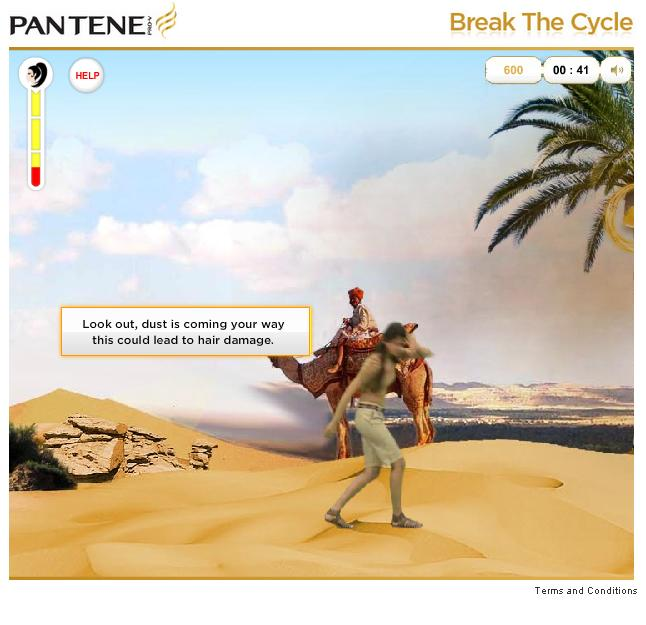 PANTENE PRO-V
Break The Cycle
HELP
600
00 : 41
Look out, dust is coming your way
this could lead to hair damage.
Terms and Conditions